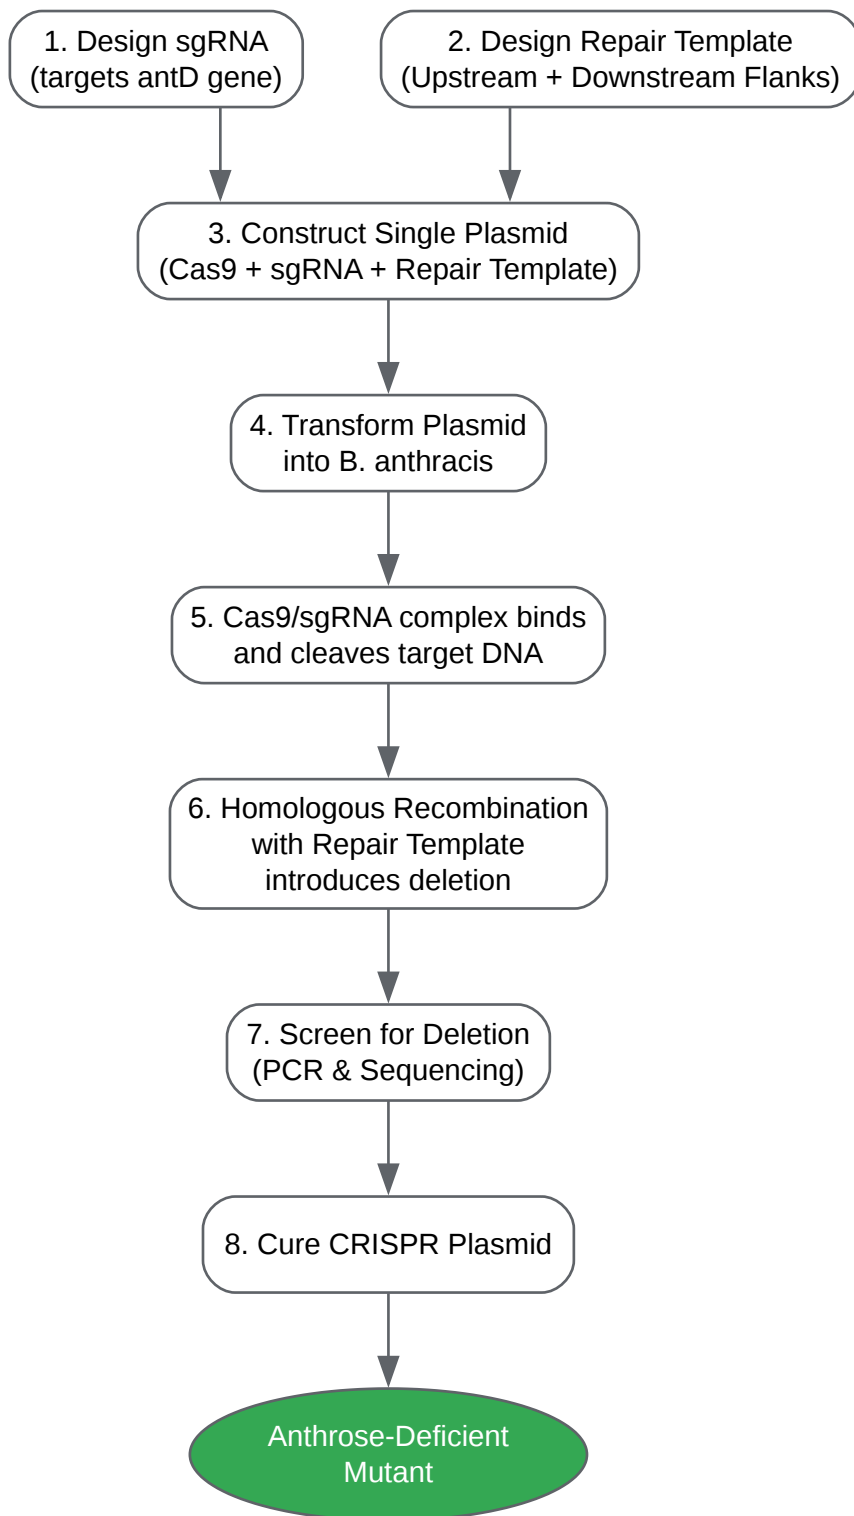 1. Design sgRNA
(targets antD gene)
2. Design Repair Template
(Upstream + Downstream Flanks)
3. Construct Single Plasmid
(Cas9 + sgRNA + Repair Template)
4. Transform Plasmid
into B. anthracis
5. Cas9/sgRNA complex binds
and cleaves target DNA
6. Homologous Recombination
with Repair Template
introduces deletion
7. Screen for Deletion
(PCR & Sequencing)
8. Cure CRISPR Plasmid
Anthrose-Deficient
Mutant